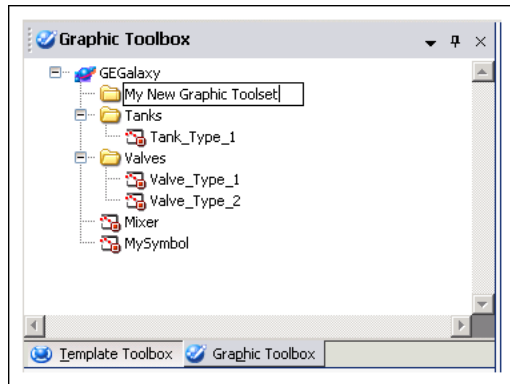 Graphic Toolbox
GEGalaxy
My New Graphic Toolset
Tanks
Tank_Type_1
Valves
Valve_Type_1
Valve_Type_2
Mixer
MySymbol
Template Toolbox Graphic Toolbox